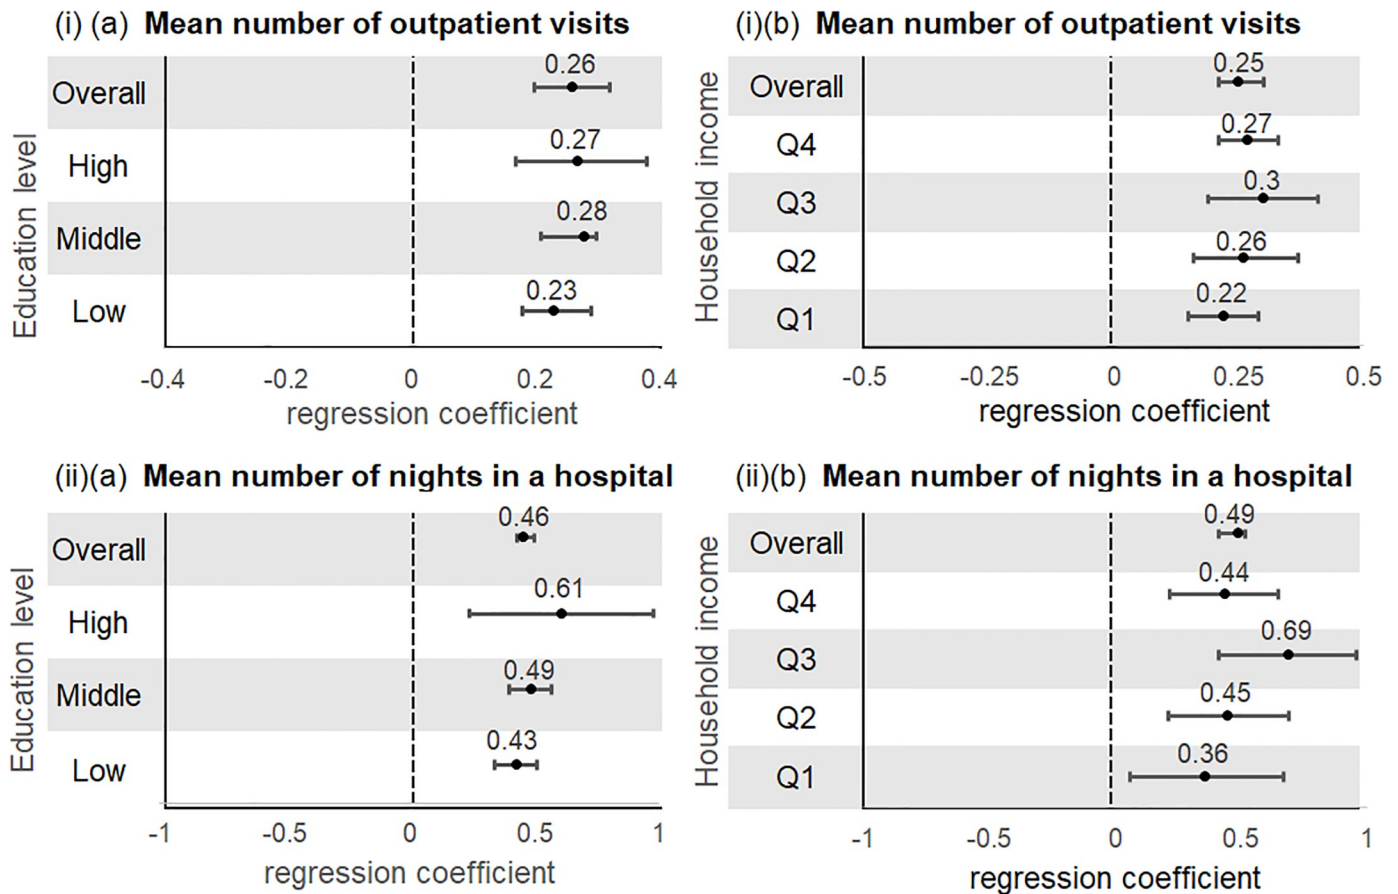 (i) (a) Mean number of outpatient visits
Education level
Overall
0.26
High
0.27
Middle
0.28
Low
0.23
-0.4 -0.2 0 0.2 0.4
regression coefficient
(i)(b) Mean number of outpatient visits
Household income
Overall
0.25
Q4
0.27
Q3
0.3
Q2
0.26
Q1
0.22
-0.5 -0.25 0 0.25 0.5
regression coefficient
(ii)(a) Mean number of nights in a hospital
Education level
Overall
0.46
High
0.61
Middle
0.49
Low
0.43
-1 -0.5 0 0.5 1
regression coefficient
(ii)(b) Mean number of nights in a hospital
Household income
Overall
0.49
Q4
0.44
Q3
0.69
Q2
0.45
Q1
0.36
-1 -0.5 0 0.5 1
regression coefficient